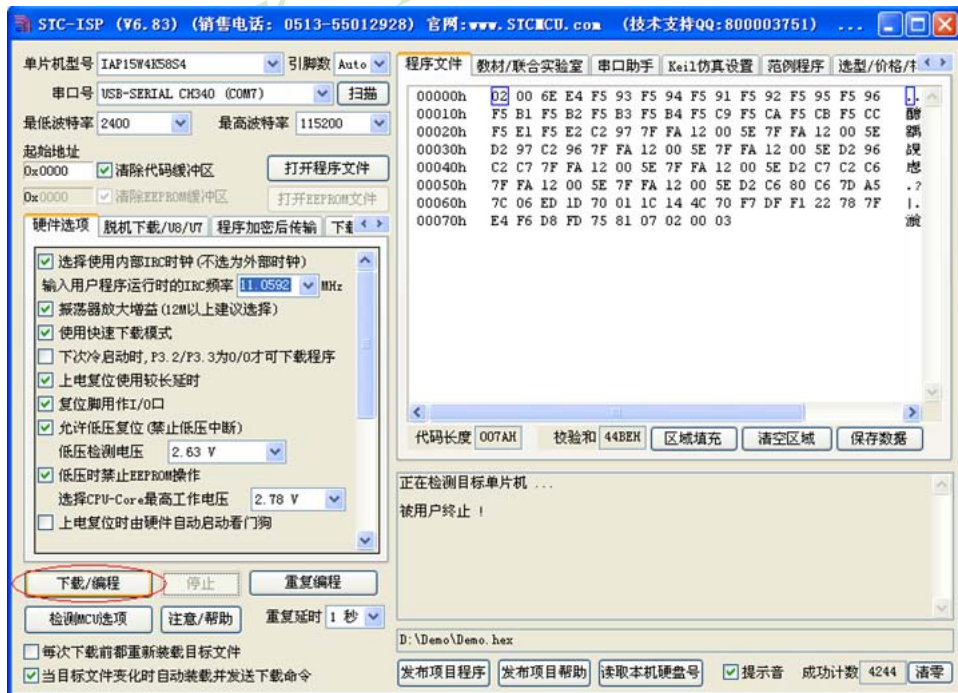 STC-ISP (V6.83) (销售电话: 0513-55012928) 官网:www.STCMCU.com (技术支持QQ:800003751) ...
单片机型号 IAP15W4K58S4 引脚数 Auto
串口号 USB-SERIAL CH340 (COM7) 扫描
最低波特率 2400 最高波特率 115200
起始地址
0x0000 清除代码缓冲区 打开程序文件
0x0000 清除EEPROM缓冲区 打开EEPROM文件
硬件选项 脱机下载/U8/U7 程序加密后传输
选择使用内部IRC时钟(不选为外部时钟)
输入用户程序运行时的IRC频率 11.0592 MHz
振荡器放大增益(12M以上建议选择)
使用快速下载模式
下次冷启动时,P3.2/P3.3为0/0才可下载程序
上电复位使用较长延时
复位脚用作I/O口
允许低压复位(禁止低压中断)
低压检测电压 2.63 V
低压时禁止EEPROM操作
选择CPU-Core最高工作电压 2.78 V
上电复位时由硬件自动启动看门狗
下载/编程 停止 重复编程
检测MCU选项 注意/帮助 重复延时 1 秒
每次下载前都重新装载目标文件
当目标文件变化时自动装载并发送下载命令
程序文件 教材/联合实验室 串口助手 Keil仿真设置 范例程序 选型/价格/
00000h 02 00 6E E4 F5 93 F5 94 F5 91 F5 92 F5 95 F5 96
00010h F5 B1 F5 B2 F5 B3 F5 B4 F5 C9 F5 CA F5 CB F5 CC
00020h F5 E1 F5 E2 C2 97 7F FA 12 00 5E 7F FA 12 00 5E
00030h D2 97 C2 96 7F FA 12 00 5E 7F FA 12 00 5E D2 96
00040h C2 C7 7F FA 12 00 5E 7F FA 12 00 5E D2 C7 C2 C6
00050h 7F FA 12 00 5E 7F FA 12 00 5E D2 C6 80 C6 7D A5 .?
00060h 7C 06 ED 1D 70 01 1C 14 4C 70 F7 DF F1 22 78 7F |.
00070h E4 F6 D8 FD 75 81 07 02 00 03
代码长度 007AH 校验和 44BEH 区域填充 清空区域 保存数据
正在检测目标单片机 ...
被用户终止 !
D:\Demo\Demo.hex
发布项目程序 发布项目帮助 读取本机硬盘号 提示音 成功计数 4244 清零